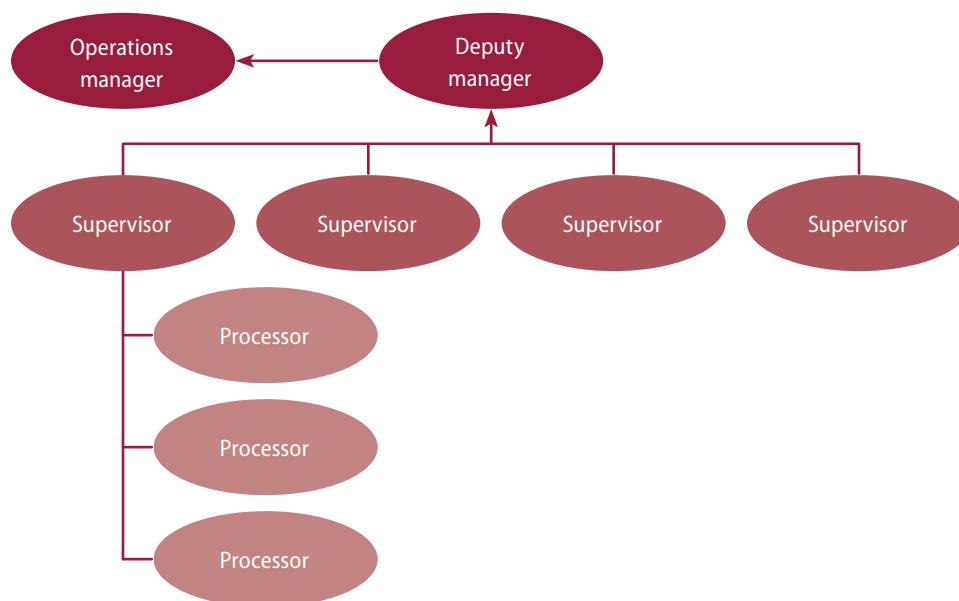 Operations
manager
Deputy
manager
Supervisor
Supervisor
Supervisor
Supervisor
Processor
Processor
Processor